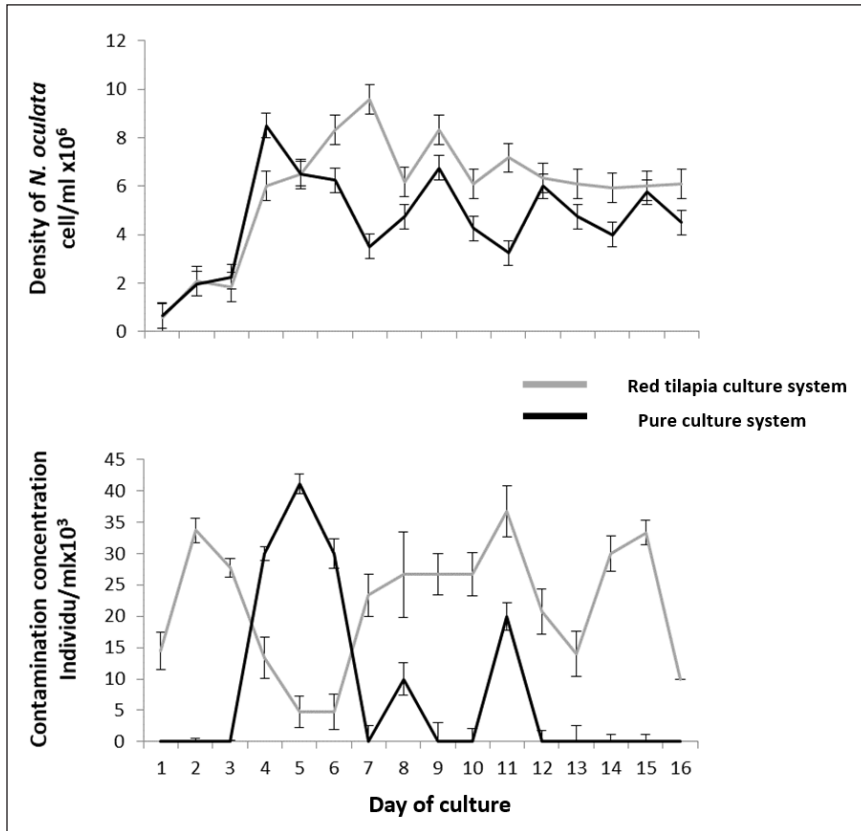 12
10
8
6
4
2
0
Density of N. oculata
cell/ml x10⁶
Red tilapia culture system
Pure culture system
45
40
35
30
25
20
15
10
5
0
Contamination concentration
Individu/mlx10³
1 2 3 4 5 6 7 8 9 10 11 12 13 14 15 16
Day of culture